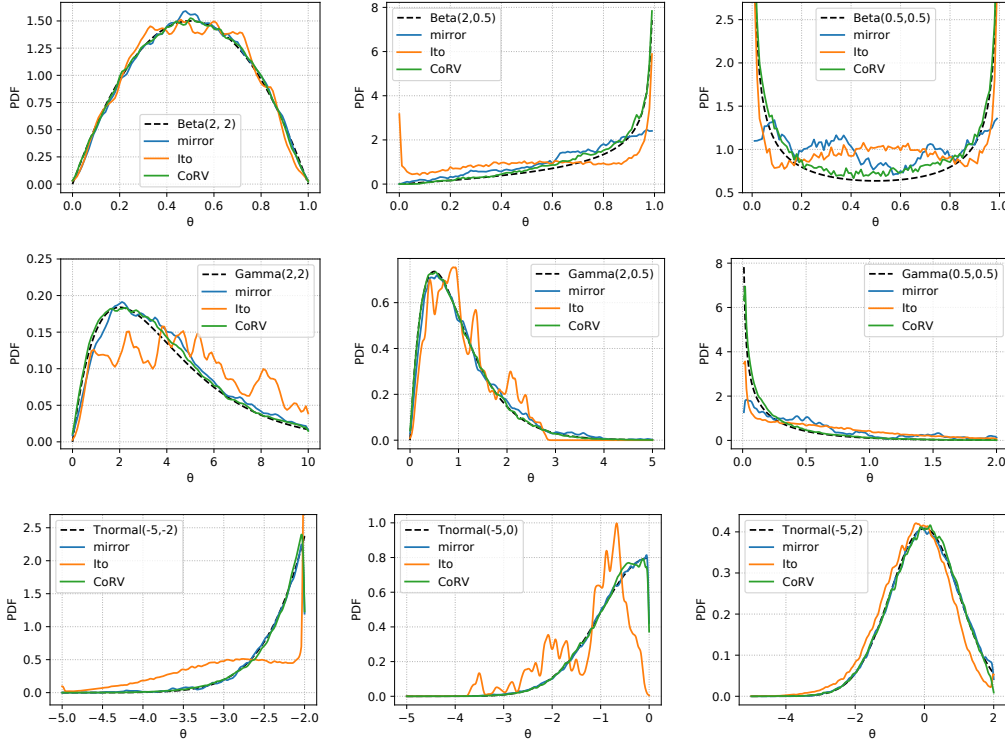 PDF
1.50
1.25
1.00
0.75
0.50
0.25
0.00
0.0 0.2 0.4 0.6 0.8 1.0
θ
Beta(2, 2)
mirror
Ito
CoRV
PDF
8
6
4
2
0
0.0 0.2 0.4 0.6 0.8 1.0
θ
Beta(2,0.5)
mirror
Ito
CoRV
PDF
2.5
2.0
1.5
1.0
0.5
0.0 0.2 0.4 0.6 0.8 1.0
θ
Beta(0.5,0.5)
mirror
Ito
CoRV
PDF
0.25
0.20
0.15
0.10
0.05
0.00
0 2 4 6 8 10
θ
Gamma(2,2)
mirror
Ito
CoRV
PDF
0.6
0.4
0.2
0.0
0 1 2 3 4 5
θ
Gamma(2,0.5)
mirror
Ito
CoRV
PDF
8
6
4
2
0
0.0 0.5 1.0 1.5 2.0
θ
Gamma(0.5,0.5)
mirror
Ito
CoRV
PDF
2.5
2.0
1.5
1.0
0.5
0.0
−5.0 −4.5 −4.0 −3.5 −3.0 −2.5 −2.0
θ
Tnormal(-5,-2)
mirror
Ito
CoRV
PDF
1.0
0.8
0.6
0.4
0.2
0.0
−5 −4 −3 −2 −1 0
θ
Tnormal(-5,0)
mirror
Ito
CoRV
PDF
0.4
0.3
0.2
0.1
0.0
−4 −2 0 2
θ
Tnormal(-5,2)
mirror
Ito
CoRV